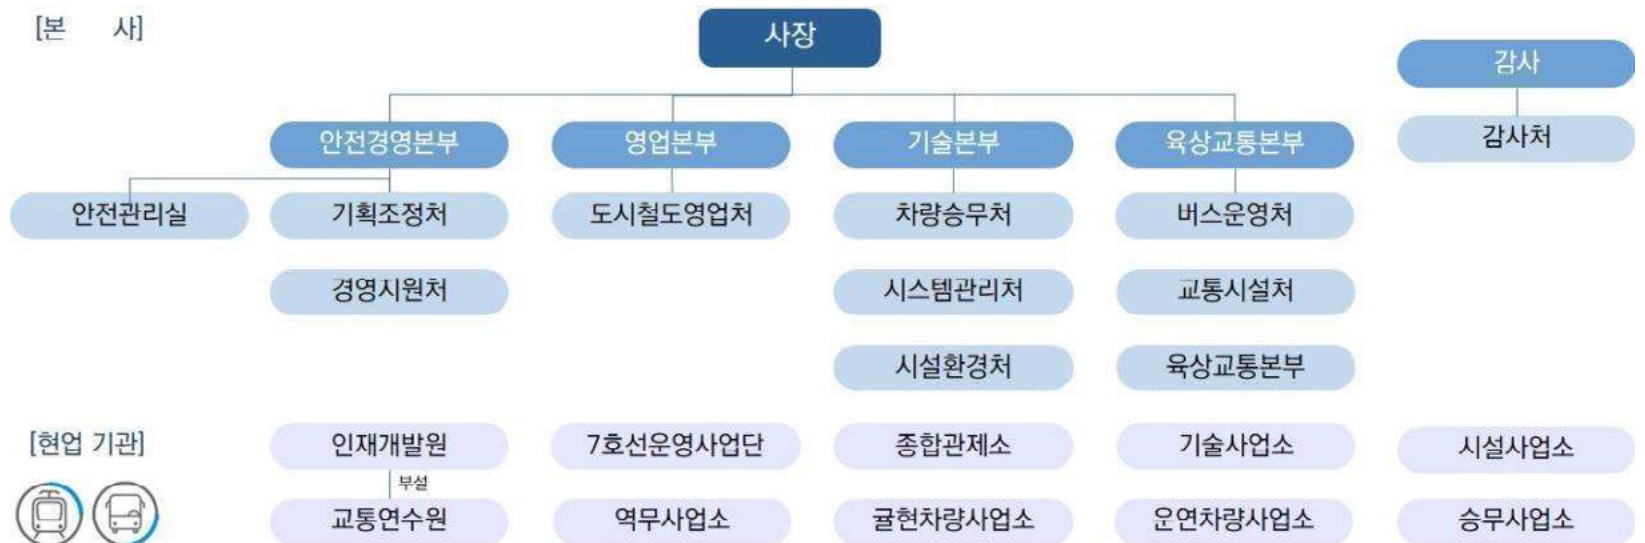 [본 사]
사장
감사
감사처
안전경영본부
영업본부
기술본부
육상교통본부
안전관리실
기획조정처
도시철도영업처
차량승무처
버스운영처
경영지원처
시스템관리처
교통시설처
시설환경처
육상교통본부
[현업 기관]
인재개발원
7호선운영사업단
종합관제소
기술사업소
시설사업소
부설
교통연수원
역무사업소
귤현차량사업소
운연차량사업소
승무사업소